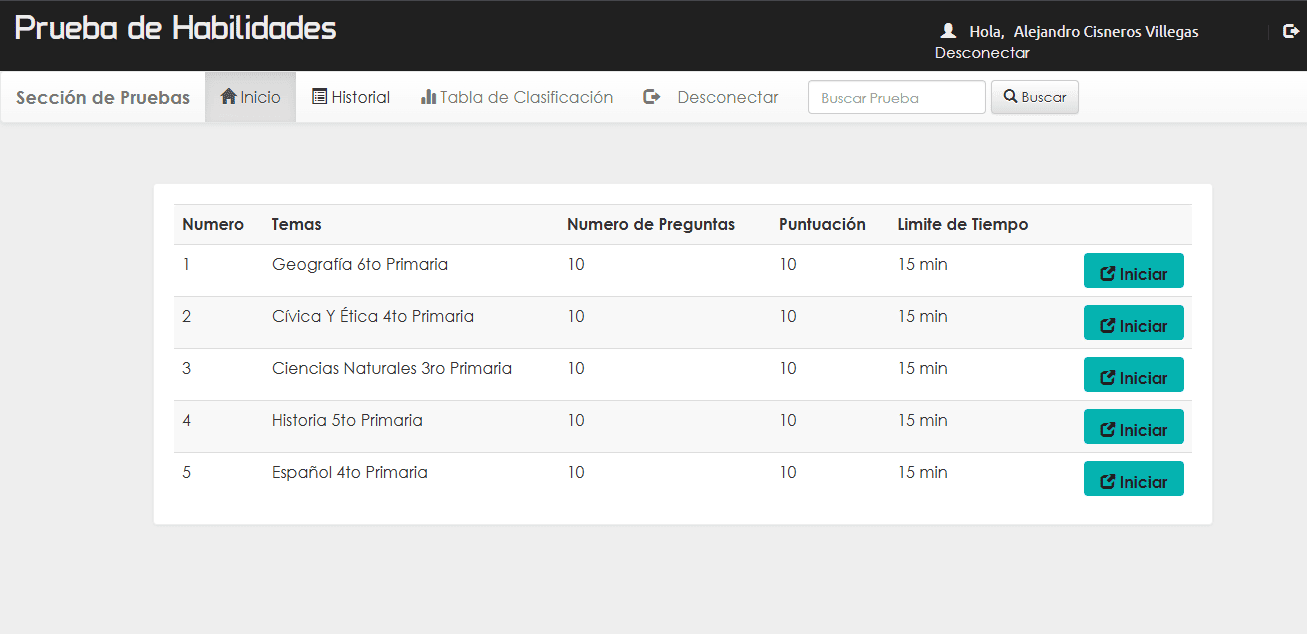 Prueba de Habilidades
Hola, Alejandro Cisneros Villegas
Desconectar
Sección de Pruebas Inicio Historial Tabla de Clasificación Desconectar Buscar Prueba Buscar
Numero Temas Numero de Preguntas Puntuación Limite de Tiempo
1 Geografía 6to Primaria 10 10 15 min Iniciar
2 Cívica Y Ética 4to Primaria 10 10 15 min Iniciar
3 Ciencias Naturales 3ro Primaria 10 10 15 min Iniciar
4 Historia 5to Primaria 10 10 15 min Iniciar
5 Español 4to Primaria 10 10 15 min Iniciar